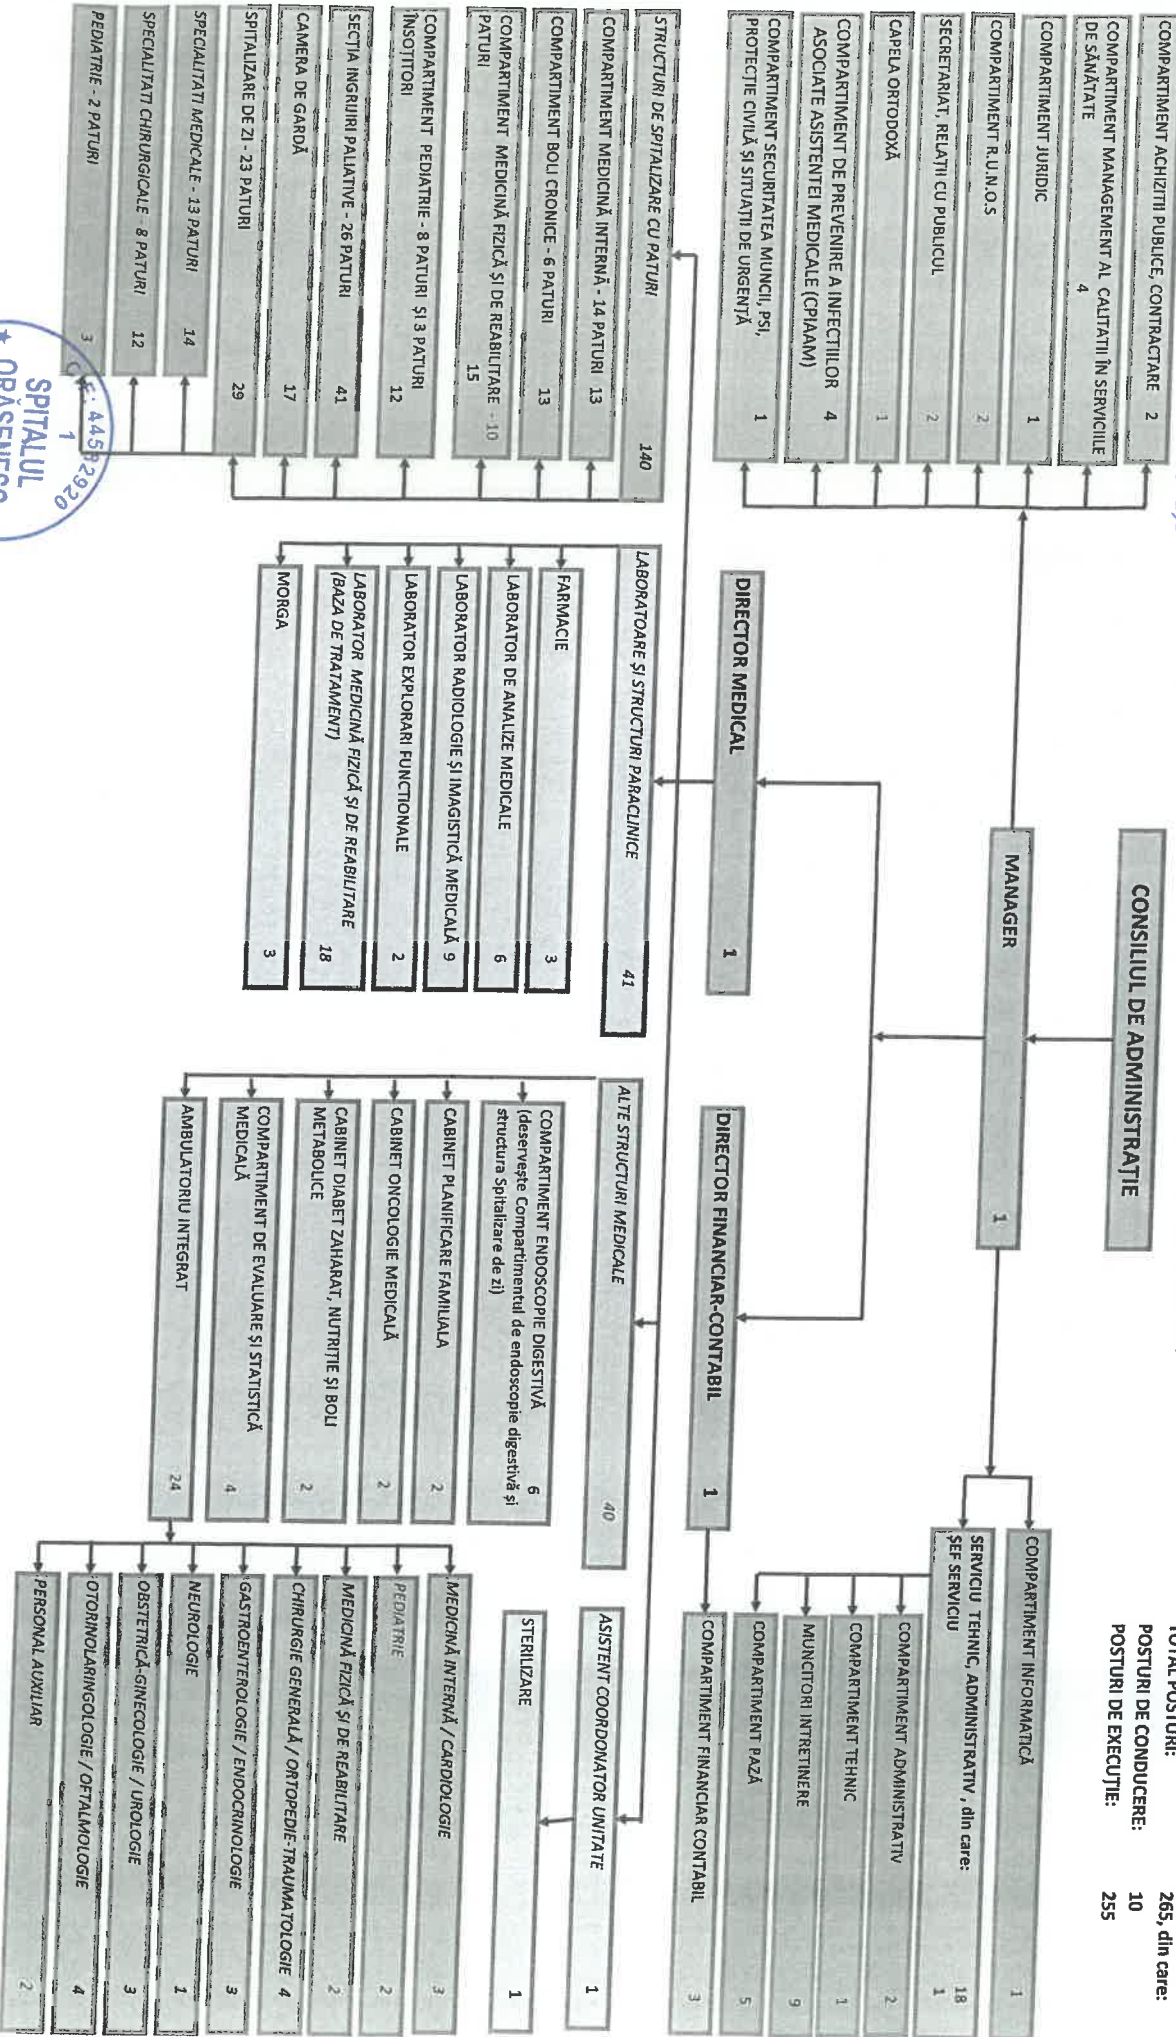 TOTAL POSTURI: 265, din care:
POSTURI DE CONDUCERE: 10
POSTURI DE EXECUȚIE: 255
CONSILIUL DE ADMINISTRAȚIE
MANAGER 1
COMPARTIMENT ACHIZITII PUBLICE, CONTRACTARE 2
COMPARTIMENT MANAGEMENT AL CALITATII ÎN SERVICIILE
DE SĂNĂTATE 4
COMPARTIMENT JURIDIC 1
COMPARTIMENT R.U.N.O.S 2
SECRETARIAT, RELAȚII CU PUBLICUL 2
CAPELA ORTODOXĂ 1
COMPARTIMENT DE PREVENIRE A INFECTIILOR
ASOCIATE ASISTENTEI MEDICALE (CPIAAM) 4
COMPARTIMENT SECURITATEA MUNCII, PSI,
PROTECȚIE CIVILĂ ȘI SITUAȚII DE URGENȚĂ 1
COMPARTIMENT INFORMATICĂ 1
SERVICIU TEHNIC, ADMINISTRATIV , din care: 18
ȘEF SERVICIU 1
COMPARTIMENT ADMINISTRATIV 2
COMPARTIMENT TEHNIC 1
MUNCITORI INTRETINERE 9
COMPARTIMENT PAZĂ 5
DIRECTOR MEDICAL 1
DIRECTOR FINANCIAR-CONTABIL 1
COMPARTIMENT FINANCIAR CONTABIL 3
STRUCTURI DE SPITALIZARE CU PATURI 140
COMPARTIMENT MEDICINĂ INTERNĂ - 14 PATURI 13
COMPARTIMENT BOLI CRONICE - 6 PATURI 13
COMPARTIMENT MEDICINĂ FIZICĂ ȘI DE REABILITARE - 10
PATURI 15
COMPARTIMENT PEDIATRIE - 8 PATURI ȘI 3 PATURI
ÎNSOȚITORI 12
SECȚIA INGRIJIRI PALIATIVE - 26 PATURI 41
CAMERA DE GARDĂ 17
SPITALIZARE DE ZI - 23 PATURI 29
SPECIALITATI MEDICALE - 13 PATURI 14
SPECIALITATI CHIRURGICALE - 8 PATURI 12
PEDIATRIE - 2 PATURI 3
LABORATOARE ȘI STRUCTURI PARACLINICE 41
FARMACIE 3
LABORATOR DE ANALIZE MEDICALE 6
LABORATOR RADIOLOGIE ȘI IMAGISTICĂ MEDICALĂ 9
LABORATOR EXPLORARI FUNCTIONALE 2
LABORATOR MEDICINĂ FIZICĂ ȘI DE REABILITARE
(BAZA DE TRATAMENT) 18
MORGA 3
ALTE STRUCTURI MEDICALE 40
COMPARTIMENT ENDOSCOPIE DIGESTIVĂ 6
(deservește Compartimentul de endoscopie digestivă și
structura Spitalizare de zi)
CABINET PLANIFICARE FAMILIALA 2
CABINET ONCOLOGIE MEDICALĂ 2
CABINET DIABET ZAHARAT, NUTRIȚIE ȘI BOLI
METABOLICE 2
COMPARTIMENT DE EVALUARE ȘI STATISTICĂ
MEDICALĂ 4
AMBULATORIU INTEGRAT 24
ASISTENT COORDONATOR UNITATE 1
STERILIZARE 1
MEDICINĂ INTERNĂ / CARDIOLOGIE 3
PEDIATRIE 2
MEDICINĂ FIZICĂ ȘI DE REABILITARE 2
CHIRURGIE GENERALĂ / ORTOPEDIE-TRAUMATOLOGIE 4
GASTROENTEROLOGIE / ENDOCRINOLOGIE 3
NEUROLOGIE 1
OBSTETRICĂ-GINECOLOGIE / UROLOGIE 3
OTORINOLARINGOLOGIE / OFTALMOLOGIE 4
PERSONAL AUXILIAR 2
SPITALUL
1